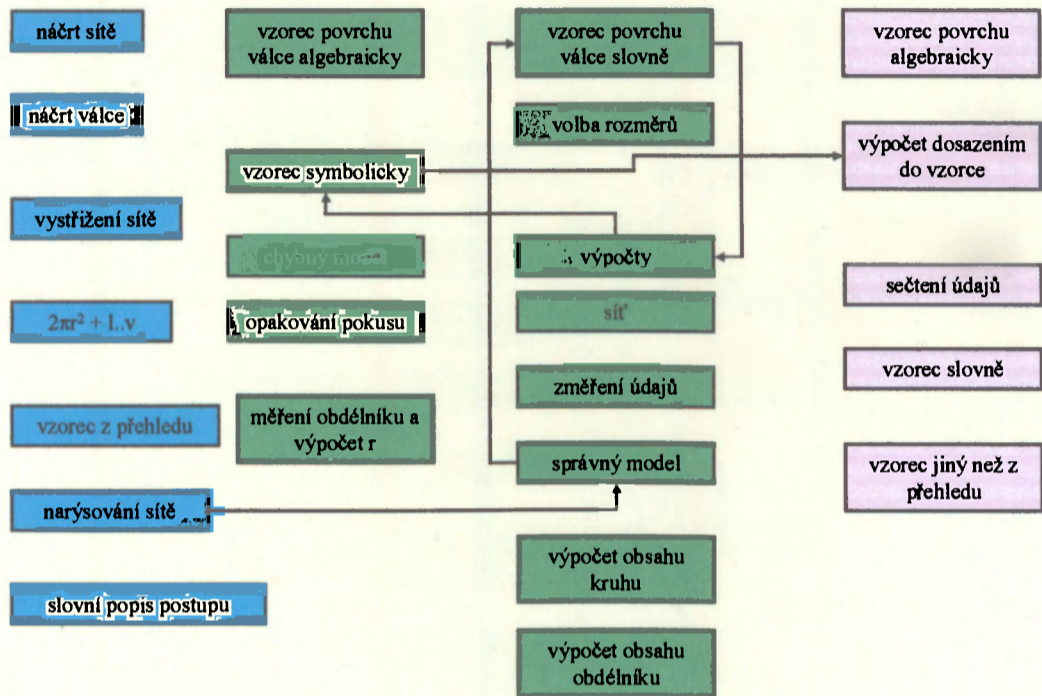 náčrt sítě
náčrt válce
vystřižení sítě
2πr² + 1..v
vzorec z přehledu
narýsování sítě
slovní popis postupu
vzorec povrchu
válce algebraicky
vzorec symbolicky
chybný model
opakování pokusu
měření obdélníku a
výpočet r
vzorec povrchu
válce slovně
volba rozměrů
výpočty
síť
změření údajů
správný model
výpočet obsahu
kruhu
výpočet obsahu
obdélníku
vzorec povrchu
algebraicky
výpočet dosazením
do vzorce
sečtení údajů
vzorec slovně
vzorec jiný než z
přehledu